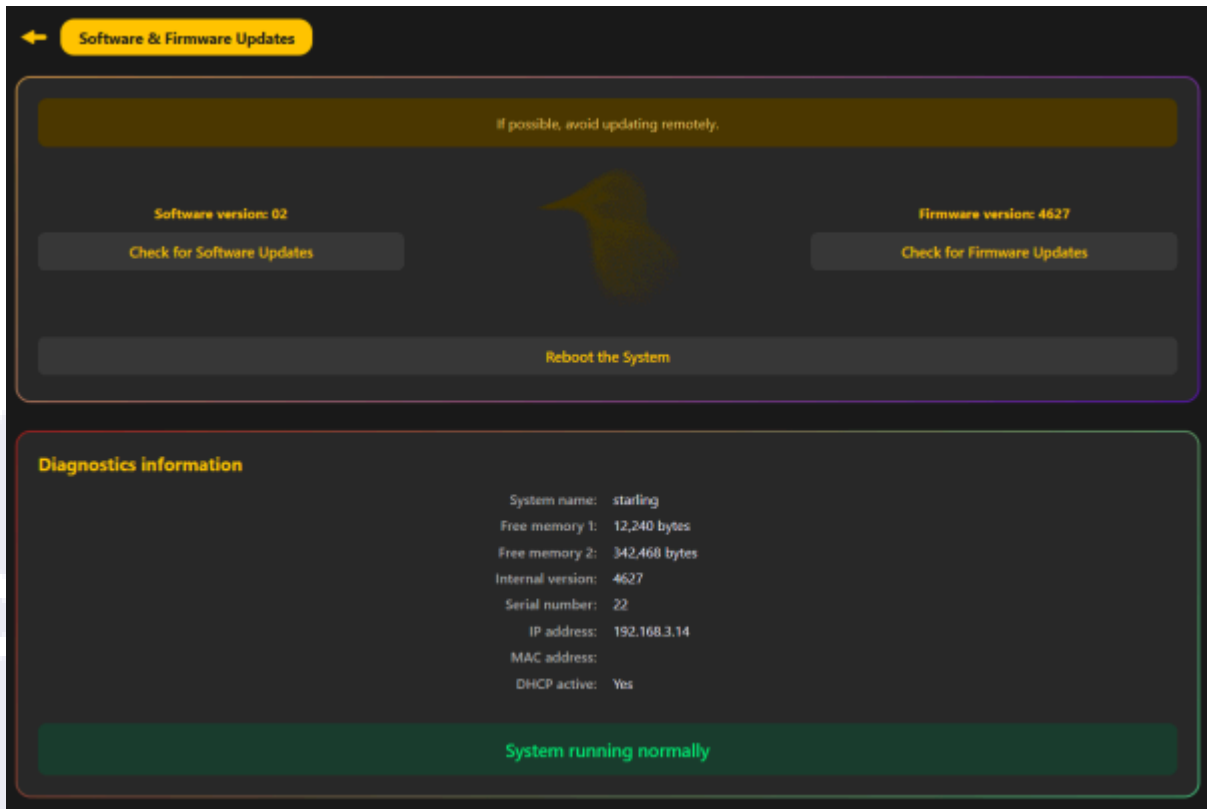 Software & Firmware Updates
If possible, avoid updating remotely.
Software version: 02
Check for Software Updates
Firmware version: 4627
Check for Firmware Updates
Reboot the System
Diagnostics information
System name: starling
Free memory 1: 12,240 bytes
Free memory 2: 342,468 bytes
Internal version: 4627
Serial number: 22
IP address: 192.168.3.14
MAC address:
DHCP active: Yes
System running normally